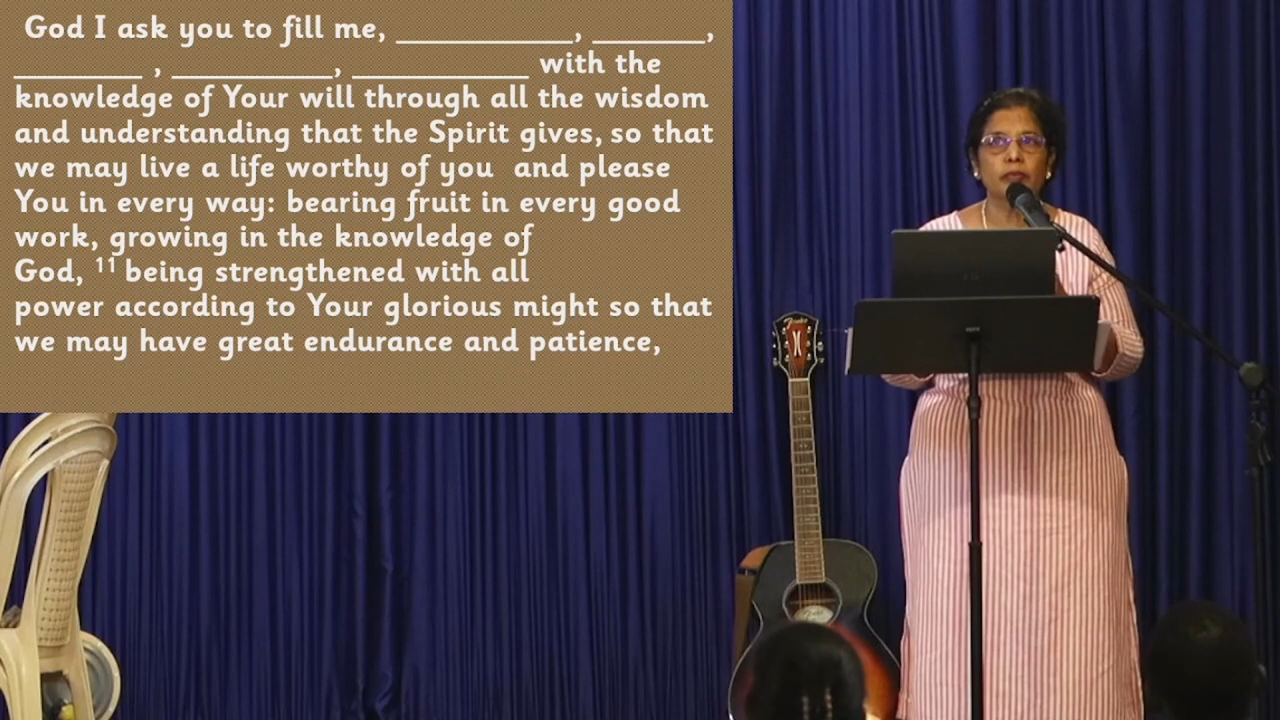 God I ask you to fill me, ___________, ______,
_______ , _________, __________ with the
knowledge of Your will through all the wisdom
and understanding that the Spirit gives, so that
we may live a life worthy of you and please
You in every way: bearing fruit in every good
work, growing in the knowledge of
God, ¹¹ being strengthened with all
power according to Your glorious might so that
we may have great endurance and patience,
Fender